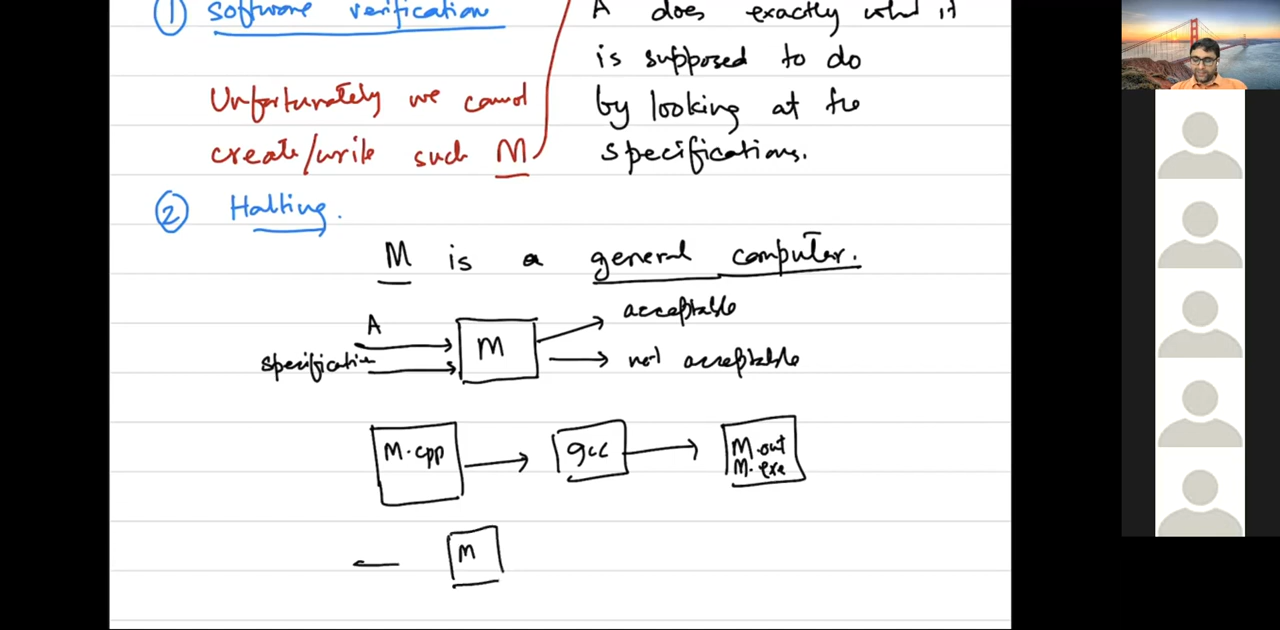 ① software verification
A does exactly what it
is supposed to do
Unfortunately we cannot
by looking at the
create/write such M
specifications.
② Halting.
M is a general computer.
A
acceptable
M
specification
not acceptable
M.cpp
gcc
M.out
M.exe
M